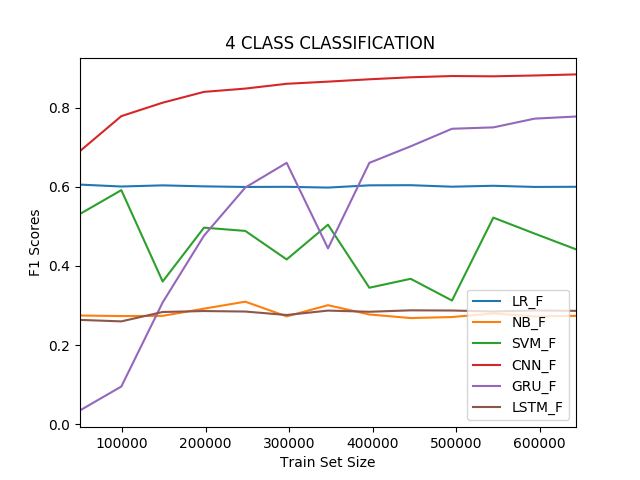 4 CLASS CLASSIFICATION
F1 Scores
0.8
0.6
0.4
0.2
0.0
LR_F
NB_F
SVM_F
CNN_F
GRU_F
LSTM_F
100000 200000 300000 400000 500000 600000
Train Set Size